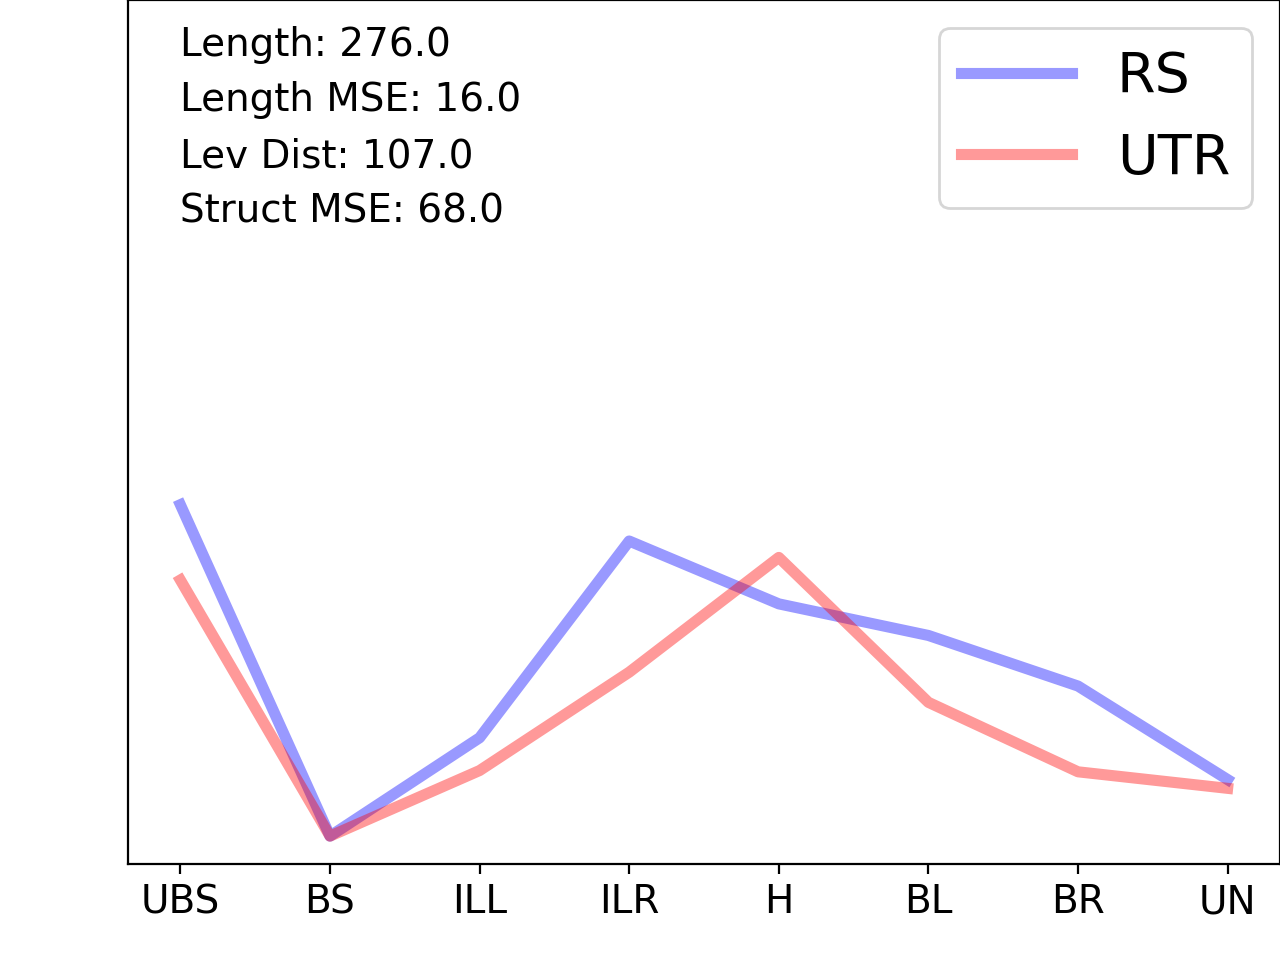 Length: 276.0
Length MSE: 16.0
Lev Dist: 107.0
Struct MSE: 68.0
RS
UTR
UBS BS ILL ILR H BL BR UN